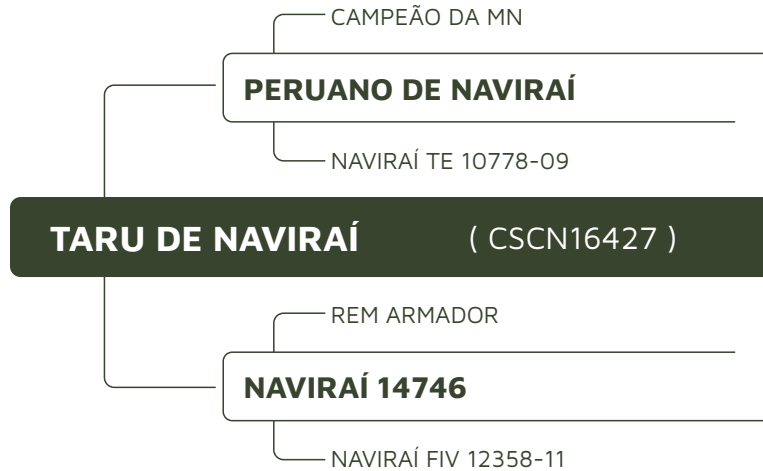 CAMPEÃO DA MN
PERUANO DE NAVIRAÍ
NAVIRAÍ TE 10778-09
TARU DE NAVIRAÍ ( CSCN16427 )
REM ARMADOR
NAVIRAÍ 14746
NAVIRAÍ FIV 12358-11